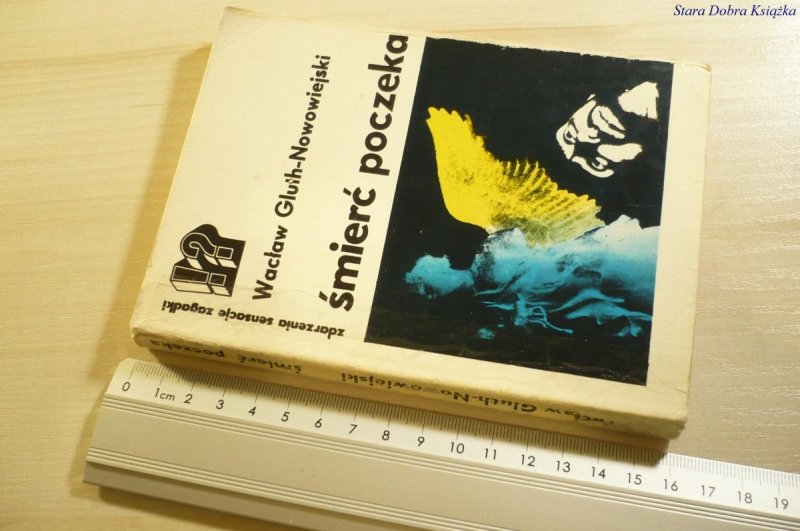 Stara Dobra Książka
!?
zdarzenia sensacje zagadki
Wacław Gluth-Nowowiejski
śmierć poczeka
Wacław Gluth-Nowowiejski śmierć poczeka
0 1cm 2 3 4 5 6 7 8 9 10 11 12 13 14 15 16 17 18 19